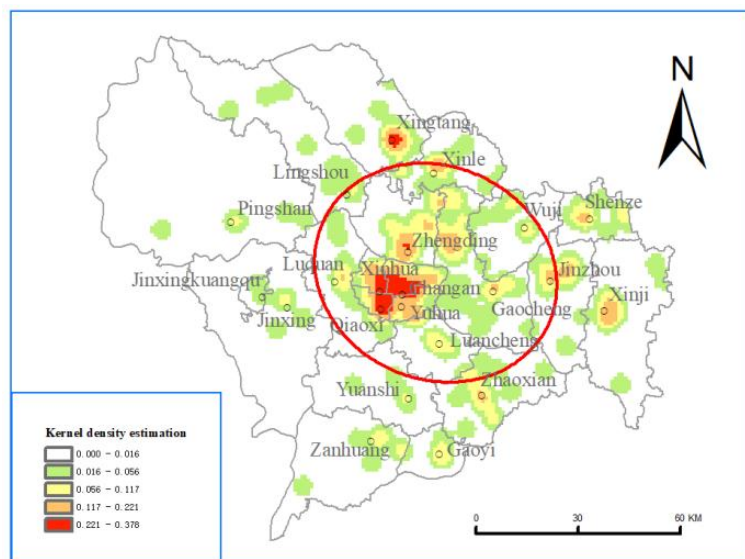 N
Xingtang
Xinle
Lingshou
Pingshan
Wuji
Shenze
Zhengding
Luquan
Xinhua
Jinzhou
Jinxingkuangqu
Changan
Xinji
Jinxing
Gaocheng
Qiaoxi
Yuhua
Luancheng
Yuanshi
Zhaoxian
Zanhuang
Gaoyi
Kernel density estimation
0.000 - 0.016
0.016 - 0.056
0.056 - 0.117
0.117 - 0.221
0.221 - 0.378
0 30 60 KM